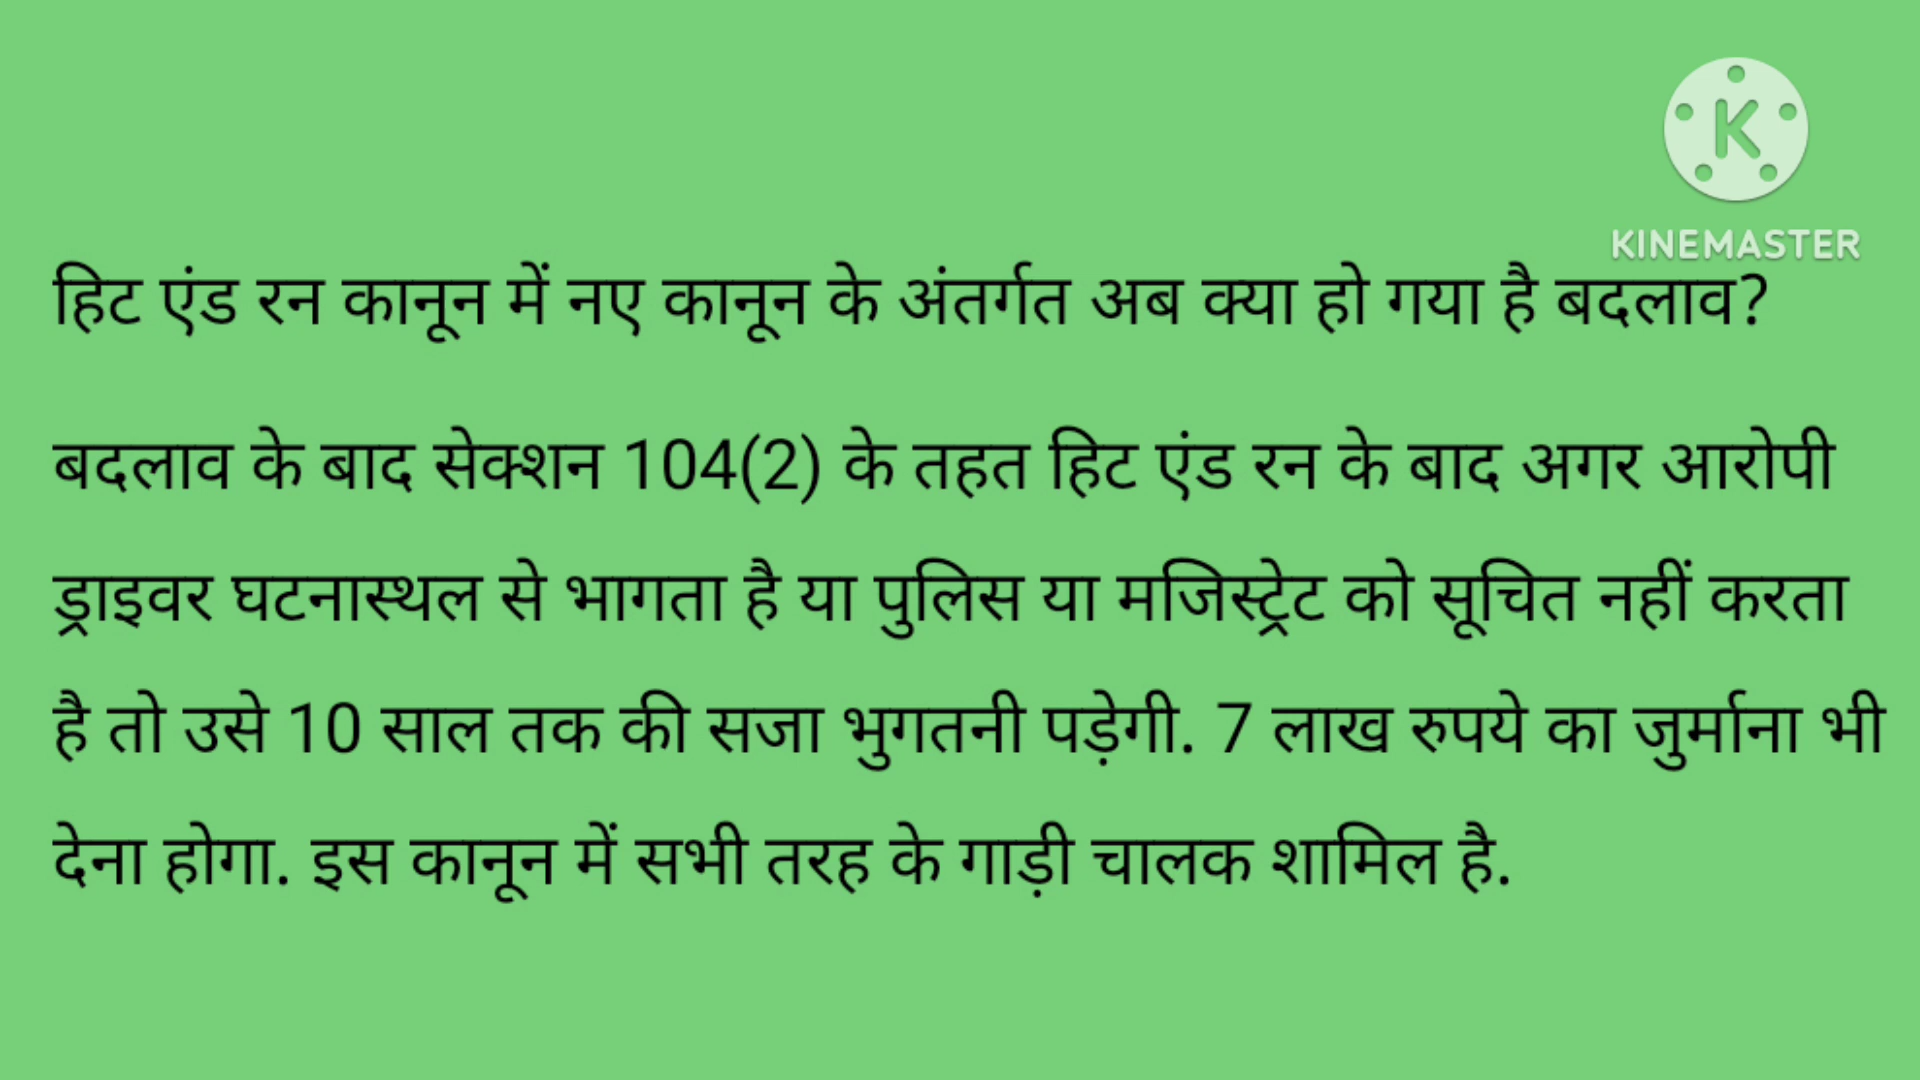 KINEMASTER
हिट एंड रन कानून में नए कानून के अंतर्गत अब क्या हो गया है बदलाव?
बदलाव के बाद सेक्शन 104(2) के तहत हिट एंड रन के बाद अगर आरोपी
ड्राइवर घटनास्थल से भागता है या पुलिस या मजिस्ट्रेट को सूचित नहीं करता
है तो उसे 10 साल तक की सजा भुगतनी पड़ेगी. 7 लाख रुपये का जुर्माना भी
देना होगा. इस कानून में सभी तरह के गाड़ी चालक शामिल है.